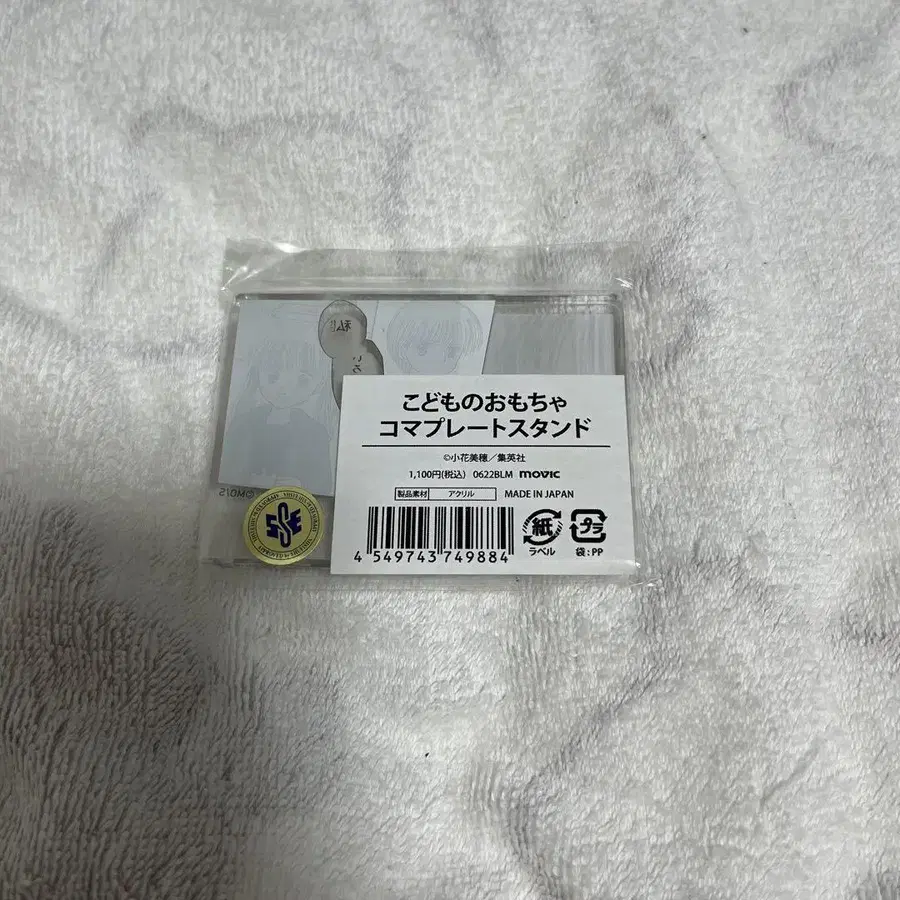 こどものおもちゃ
コマプレートスタンド
©小花美穂／集英社
1,100円(税込) 0622BLM movic
製品素材 アクリル MADE IN JAPAN
4 549743 749884
紙
ラベル
プラ
袋:PP
私に